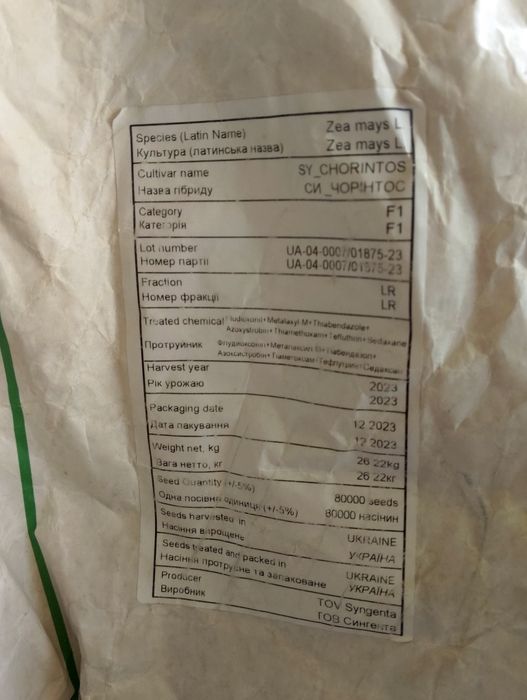 Species (Latin Name) Zea mays L.
Культура (латинська назва) Zea mays L.
Cultivar name SY_CHORINTOS
Назва гібриду СИ_ЧОРІНТОС
Category F1
Категорія F1
Lot number UA-04-0007/01875-23
Номер партії UA-04-0007/01875-23
Fraction LR
Номер фракції LR
Treated chemical Fludioxonil+Metalaxyl-M+Thiabendazole+
Azoxystrobin+Thiamethoxam+Tefluthrin+Sedaxane
Протруйник Флудиоксонил+Металаксил-М+Тіабендазол+
Азоксистробін+Тіаметоксам+Тефлутрин+Седаксан
Harvest year 2023
Рік урожаю 2023
Packaging date 12.2023
Дата пакування 12.2023
Weight net, kg 26.22kg
Вага нетто, кг 26.22кг
Seed Quantity (+/-5%) 80000 seeds
Одна посівна одиниця (+/-5%) 80000 насінин
Seeds harvested in UKRAINE
Насіння вирощене УКРАЇНА
Seeds treated and packed in UKRAINE
Насіння протруєне та запаковане УКРАЇНА
Producer TOV Syngenta
Виробник ТОВ Сингента